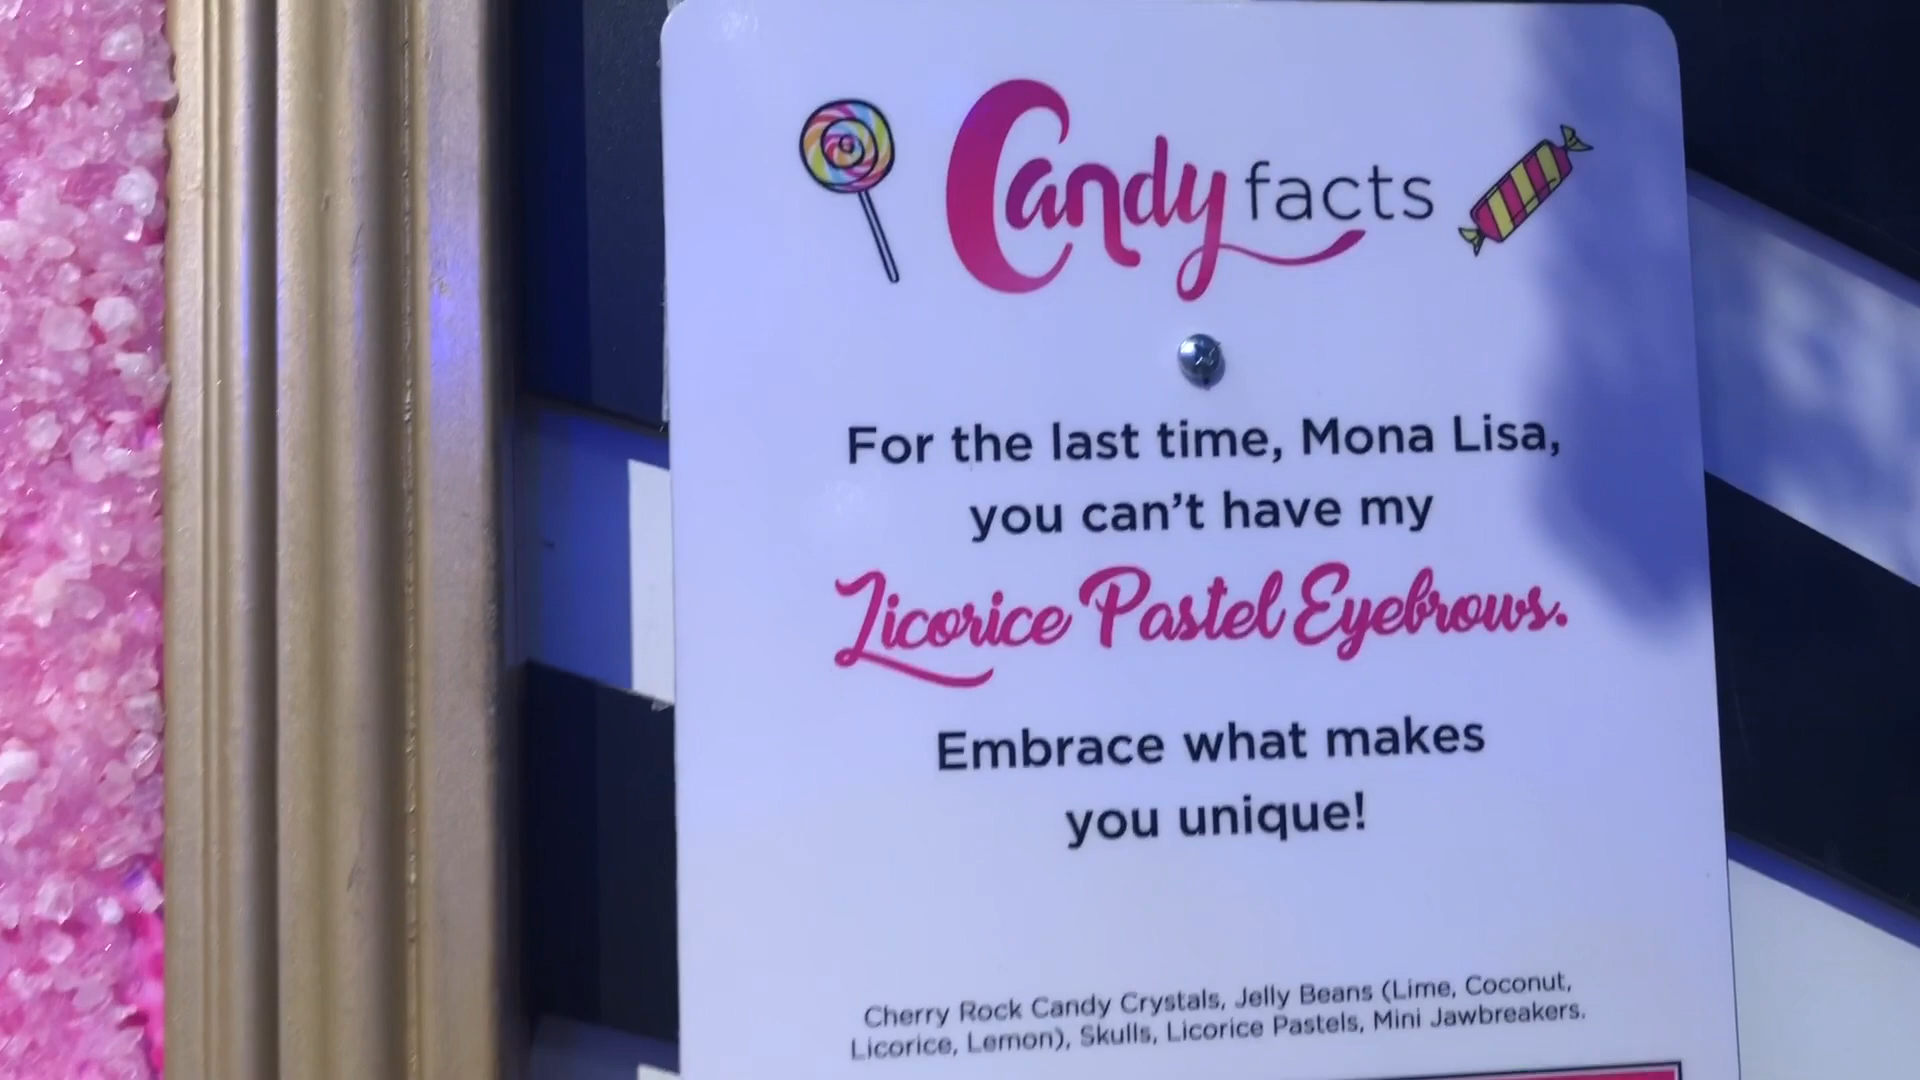 Candy facts
For the last time, Mona Lisa,
you can't have my
Licorice Pastel Eyebrows.
Embrace what makes
you unique!
Cherry Rock Candy Crystals, Jelly Beans (Lime, Coconut,
Licorice, Lemon), Skulls, Licorice Pastels, Mini Jawbreakers.